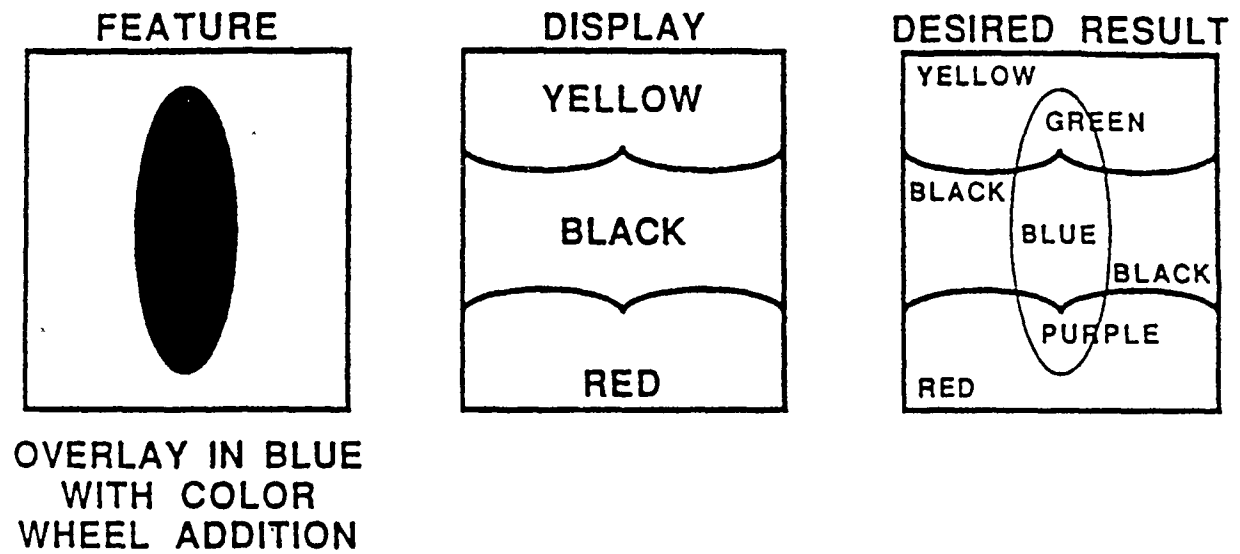 FEATURE
OVERLAY IN BLUE
WITH COLOR
WHEEL ADDITION
DISPLAY
YELLOW
BLACK
RED
DESIRED RESULT
YELLOW
GREEN
BLACK
BLUE
BLACK
PURPLE
RED